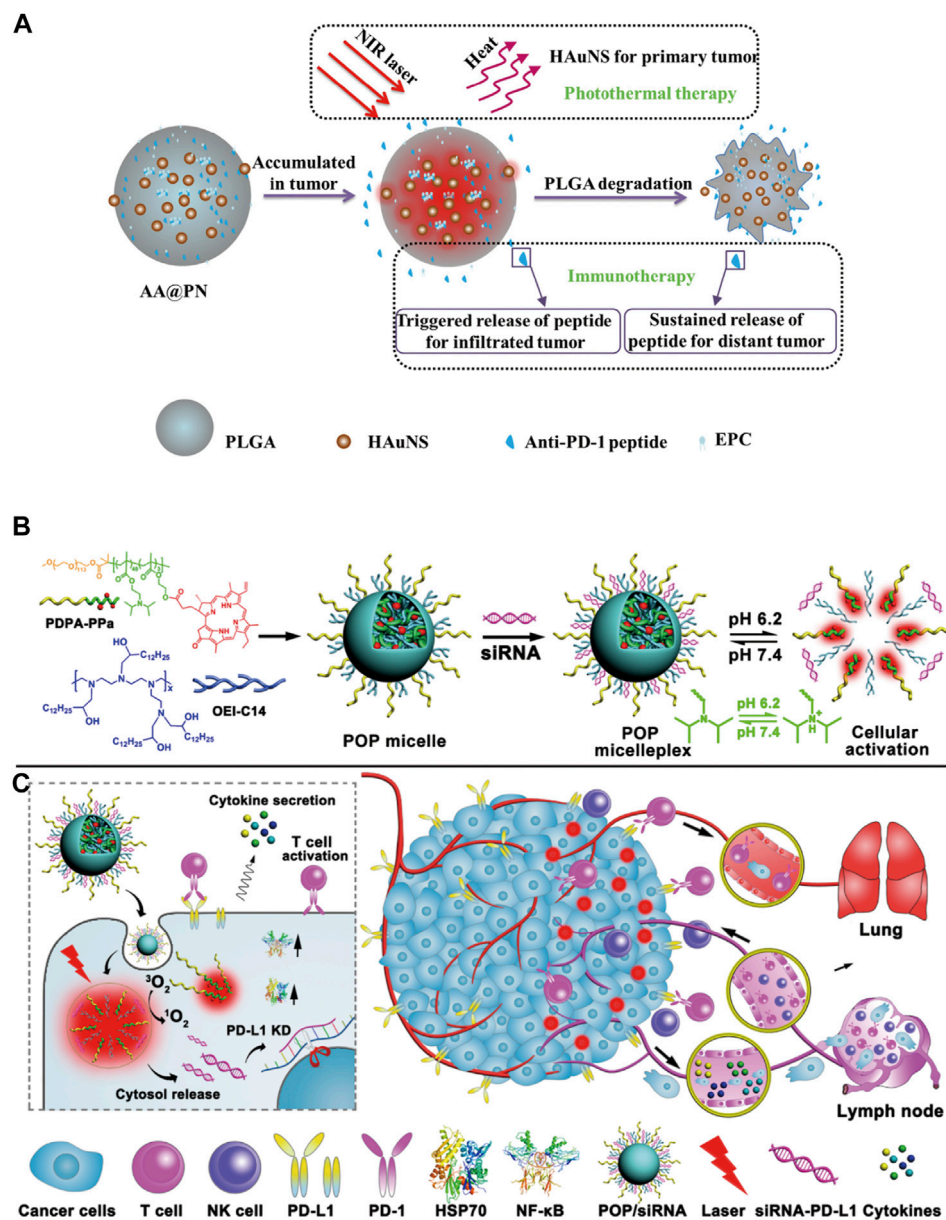 A
NIR laser
Heat
HAuNS for primary tumor
Photothermal therapy
Accumulated
in tumor
PLGA degradation
AA@PN
Immunotherapy
Triggered release of peptide
for infiltrated tumor
Sustained release of
peptide for distant tumor
PLGA
HAuNS
Anti-PD-1 peptide
EPC
B
PDPA-PPa
OEI-C14
OH
C12H25
POP micelle
siRNA
POP
micelleplex
pH 6.2
pH 7.4
pH 6.2
pH 7.4
Cellular
activation
C
Cytokine secretion
T cell
activation
³O₂
¹O₂
PD-L1 KD
Cytosol release
Lung
Lymph node
Cancer cells
T cell
NK cell
PD-L1
PD-1
HSP70
NF-κB
POP/siRNA
Laser
siRNA-PD-L1
Cytokines